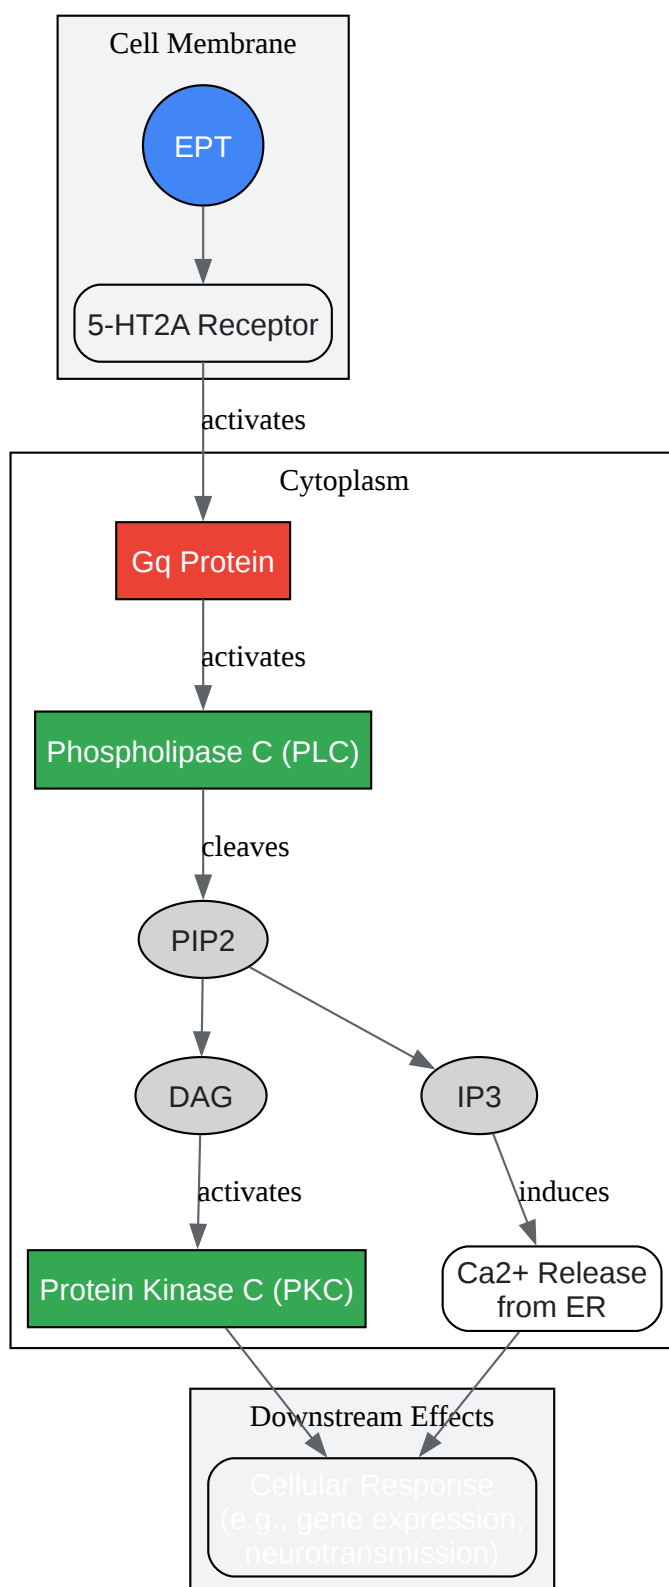 Cell Membrane
EPT
5-HT2A Receptor
activates
Cytoplasm
Gq Protein
activates
Phospholipase C (PLC)
cleaves
PIP2
DAG
IP3
activates
induces
Protein Kinase C (PKC)
Ca2+ Release
from ER
Downstream Effects
Cellular Response
(e.g., gene expression,
neurotransmission)